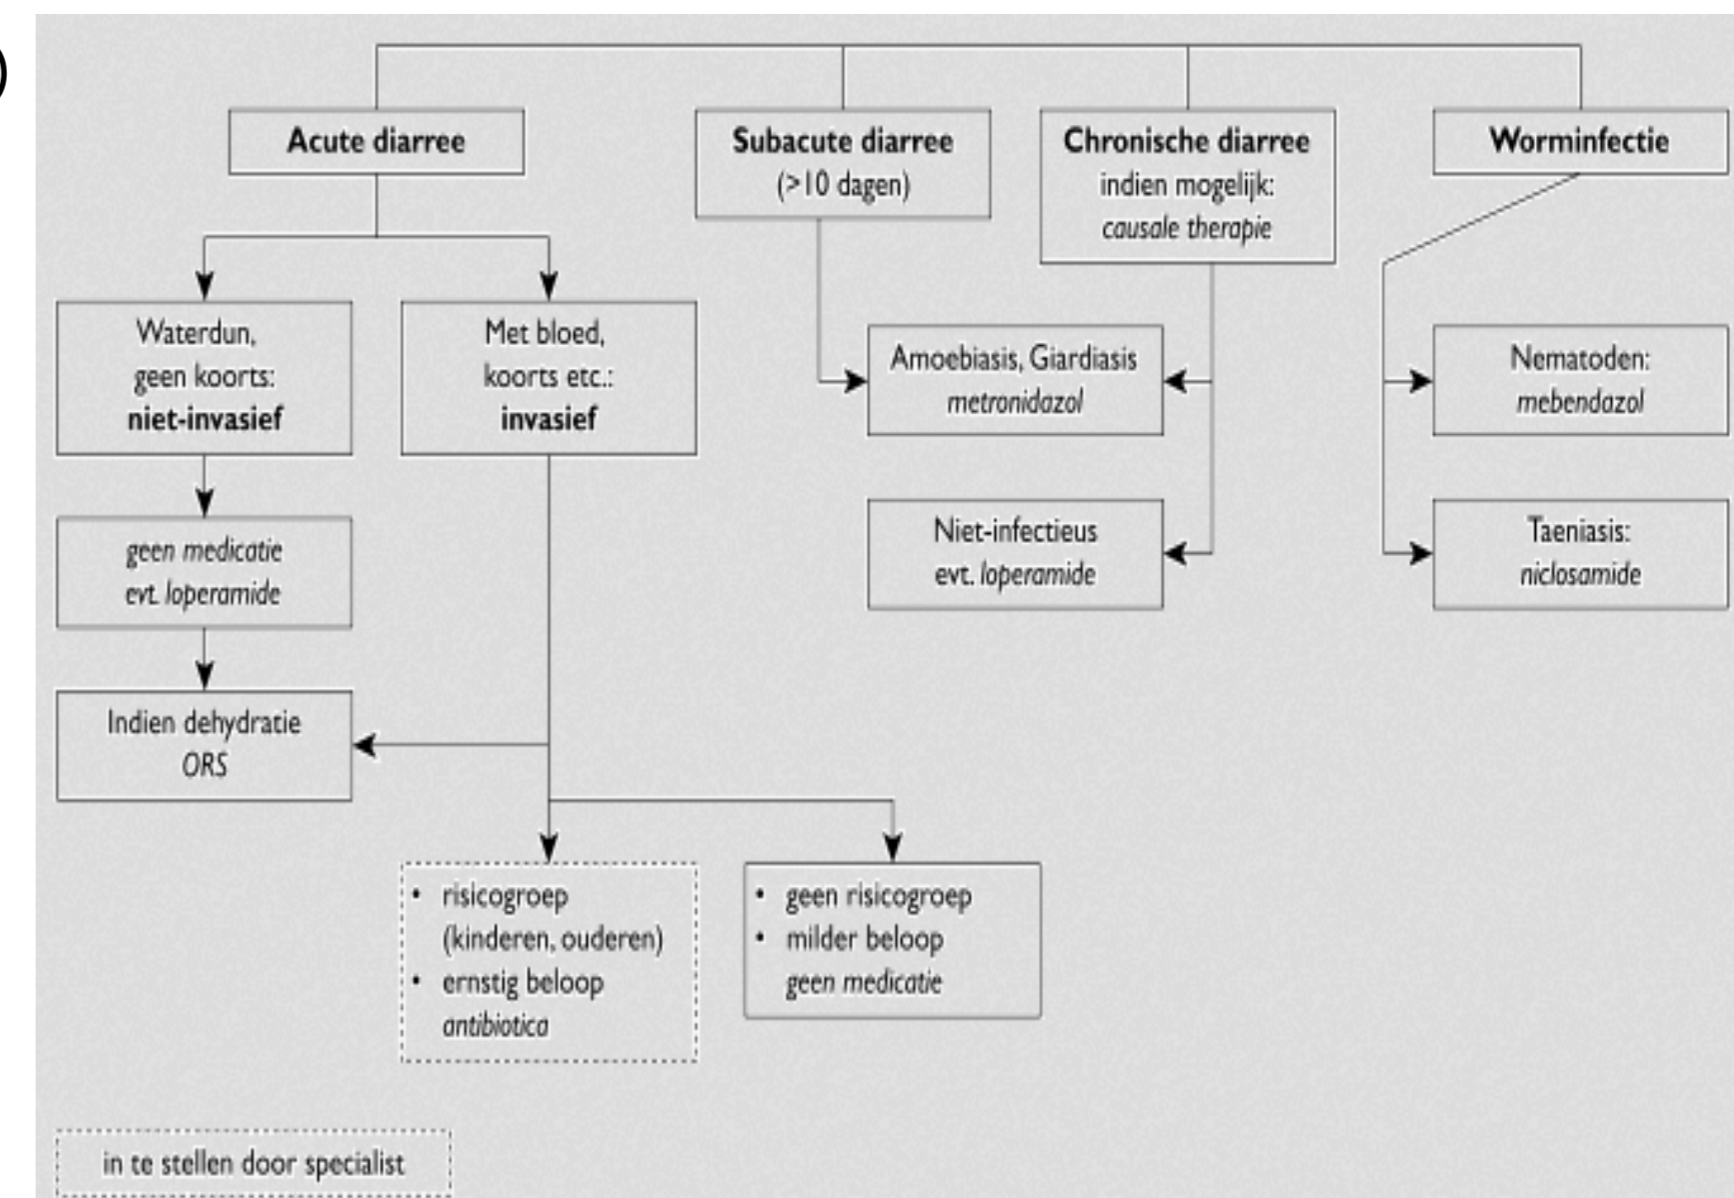 )
Acute diarree
Subacute diarree
(>10 dagen)
Chronische diarree
indien mogelijk:
causale therapie
Worminfectie
Waterdun,
geen koorts:
niet-invasief
Met bloed,
koorts etc.:
invasief
Amoebiasis, Giardiasis
metronidazol
Nematoden:
mebendazol
geen medicatie
evt. loperamide
Niet-infectieus
evt. loperamide
Taeniasis:
niclosamide
Indien dehydratie
ORS
• risicogroep
(kinderen, ouderen)
• ernstig beloop
antibiotica
• geen risicogroep
• milder beloop
geen medicatie
in te stellen door specialist